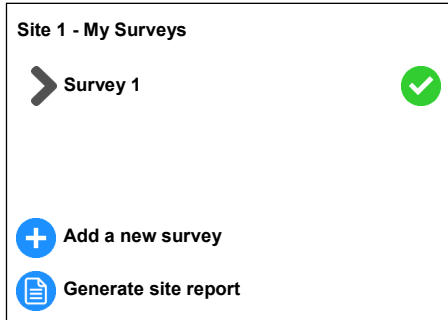 Site 1 - My Surveys
Survey 1
Add a new survey
Generate site report